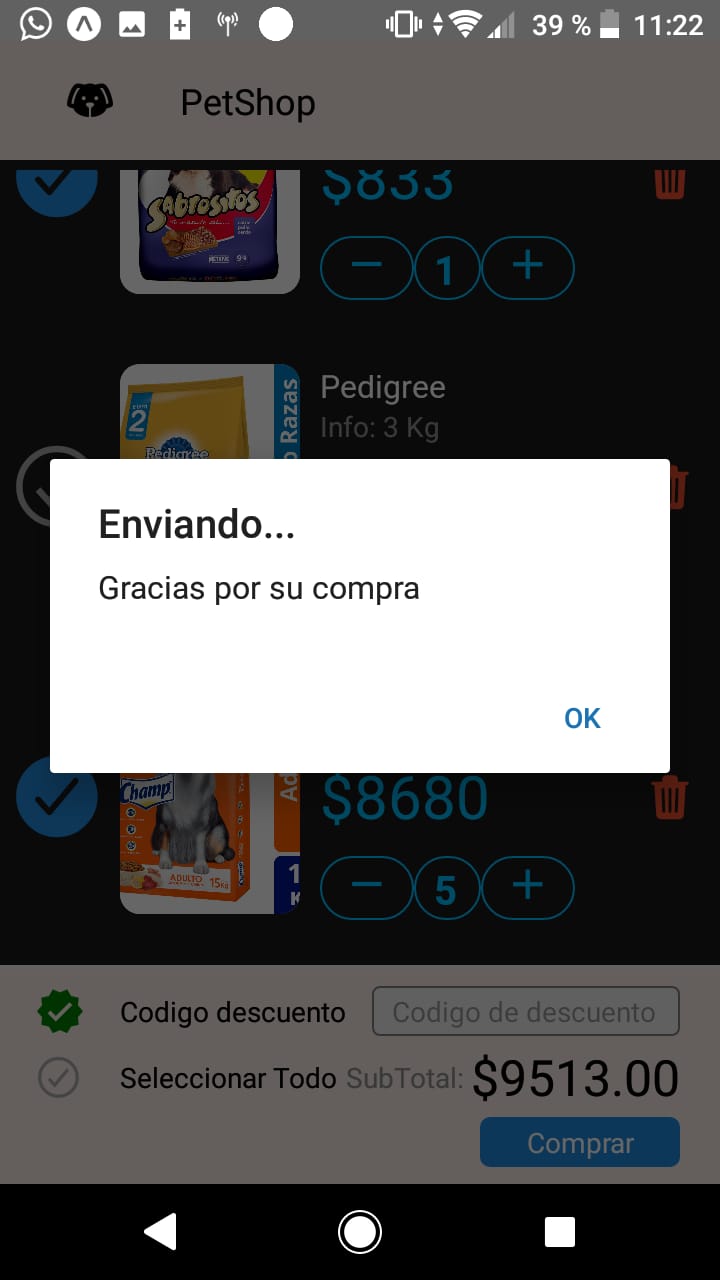 39 % 11:22
PetShop
$833
SABROSITOS
1
Pedigree
Info: 3 Kg
2
Pedigree
Razas
Enviando...
Gracias por su compra
OK
Champ
Ad
$8680
ADULTO 15KG
5
Codigo descuento Codigo de descuento
Seleccionar Todo SubTotal: $9513.00
Comprar